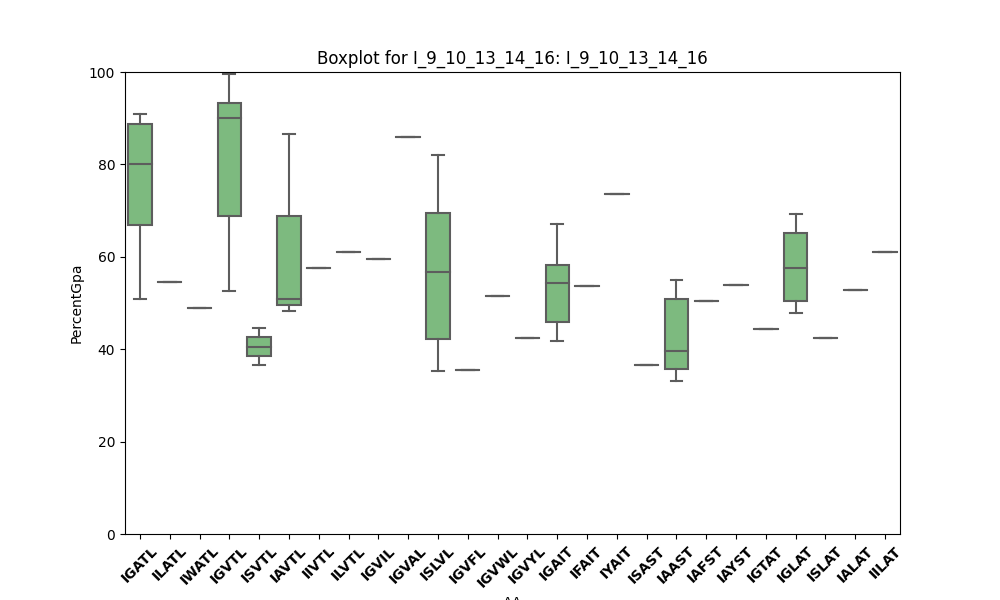 Boxplot for I_9_10_13_14_16: I_9_10_13_14_16
PercentGpa
100
80
60
40
20
0
IGATL ILATL IWATL IGVTL ISVTL IAVTL IIVTL ILVTL IGVIL IGVAL ISLVL IGVFL IGVWL IGVYL IGAIT IFAIT IYAIT ISAST IAAST IAFST IAYST IGTAT IGLAT ISLAT IALAT IILAT